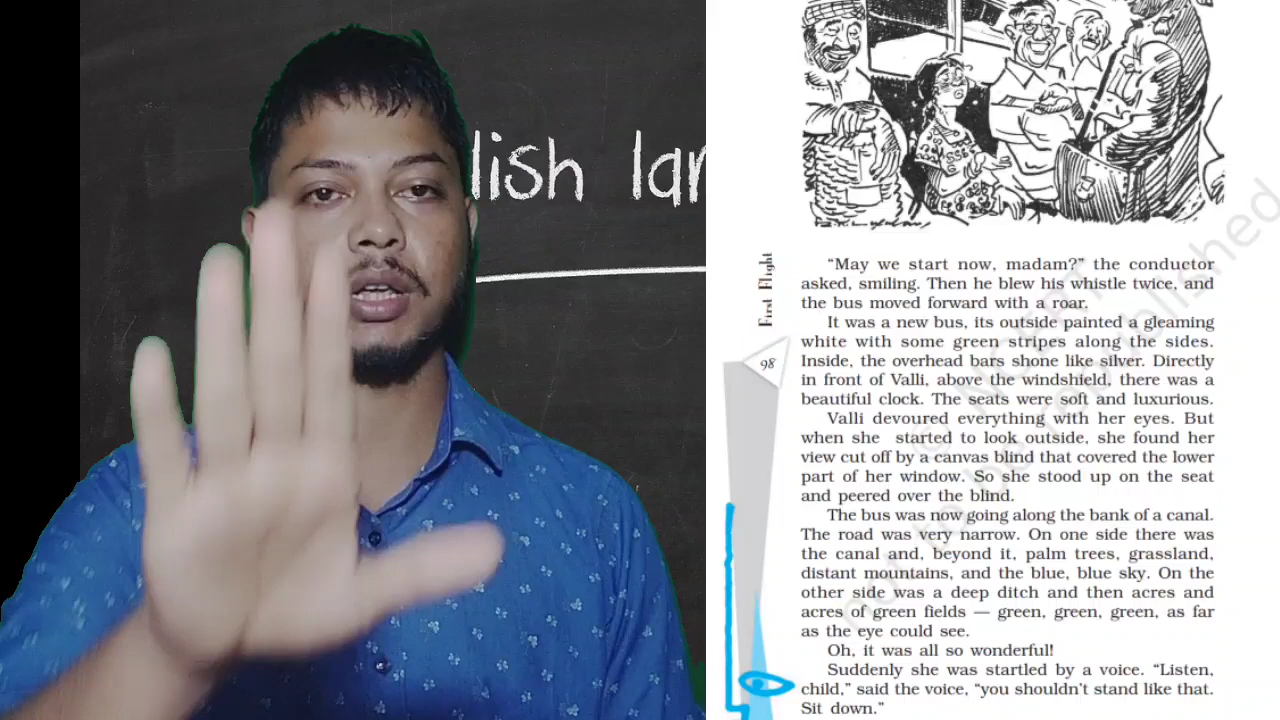 lish lan
First Flight
98
“May we start now, madam?” the conductor
asked, smiling. Then he blew his whistle twice, and
the bus moved forward with a roar.
It was a new bus, its outside painted a gleaming
white with some green stripes along the sides.
Inside, the overhead bars shone like silver. Directly
in front of Valli, above the windshield, there was a
beautiful clock. The seats were soft and luxurious.
Valli devoured everything with her eyes. But
when she started to look outside, she found her
view cut off by a canvas blind that covered the lower
part of her window. So she stood up on the seat
and peered over the blind.
The bus was now going along the bank of a canal.
The road was very narrow. On one side there was
the canal and, beyond it, palm trees, grassland,
distant mountains, and the blue, blue sky. On the
other side was a deep ditch and then acres and
acres of green fields — green, green, green, as far
as the eye could see.
Oh, it was all so wonderful!
Suddenly she was startled by a voice. “Listen,
child,” said the voice, “you shouldn't stand like that.
Sit down.”
© NCERT
not to be republished